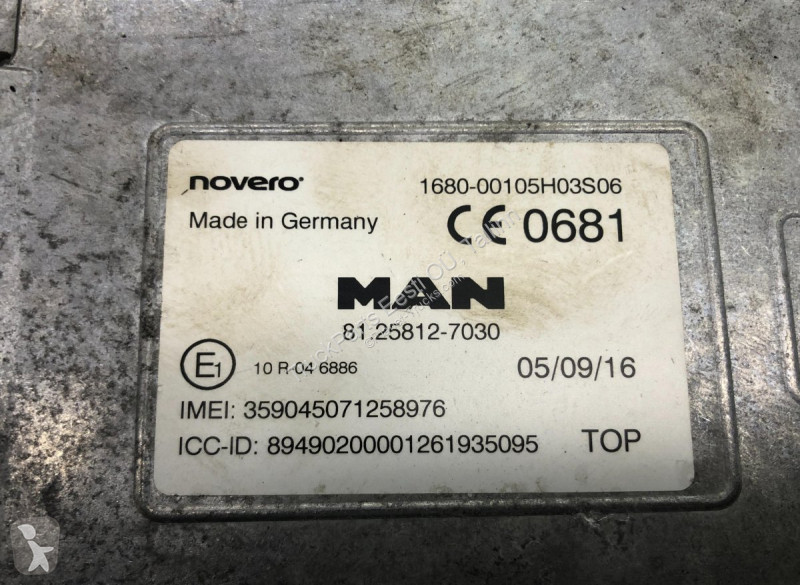 novero
1680-00105H03S06
Made in Germany
CE 0681
MAN
81.25812-7030
E1
10 R-04 6886
05/09/16
IMEI: 359045071258976
ICC-ID: 89490200001261935095
TOP